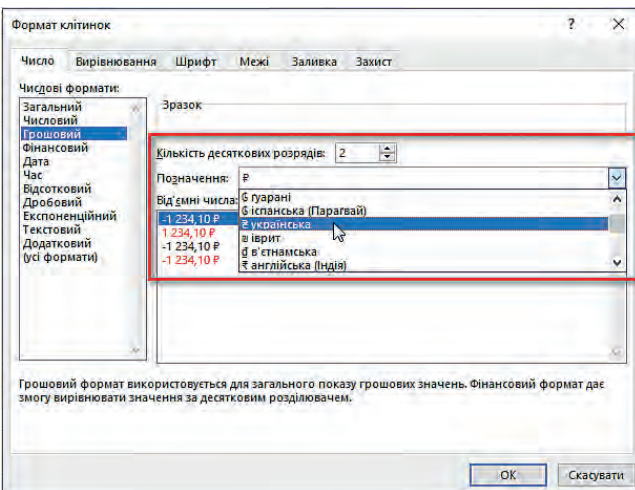 Формат клітинок
? ×
Число Вирівнювання Шрифт Межі Заливка Захист
Числові формати:
Загальний
Числовий
Грошовий
Фінансовий
Дата
Час
Відсотковий
Дробовий
Експоненційний
Текстовий
Додатковий
(усі формати)
Зразок
Кількість десяткових розрядів: 2
Позначення: ₽
Від'ємні числа:
-1 234,10 ₽
1 234,10 ₽
-1 234,10 ₽
-1 234,10 ₽
₲ гуарані
₲ іспанська (Парагвай)
₴ українська
₪ іврит
₫ в'єтнамська
₹ англійська (Індія)
Грошовий формат використовується для загального показу грошових значень. Фінансовий формат дає
змогу вирівнювати значення за десятковим розділювачем.
ОК Скасувати